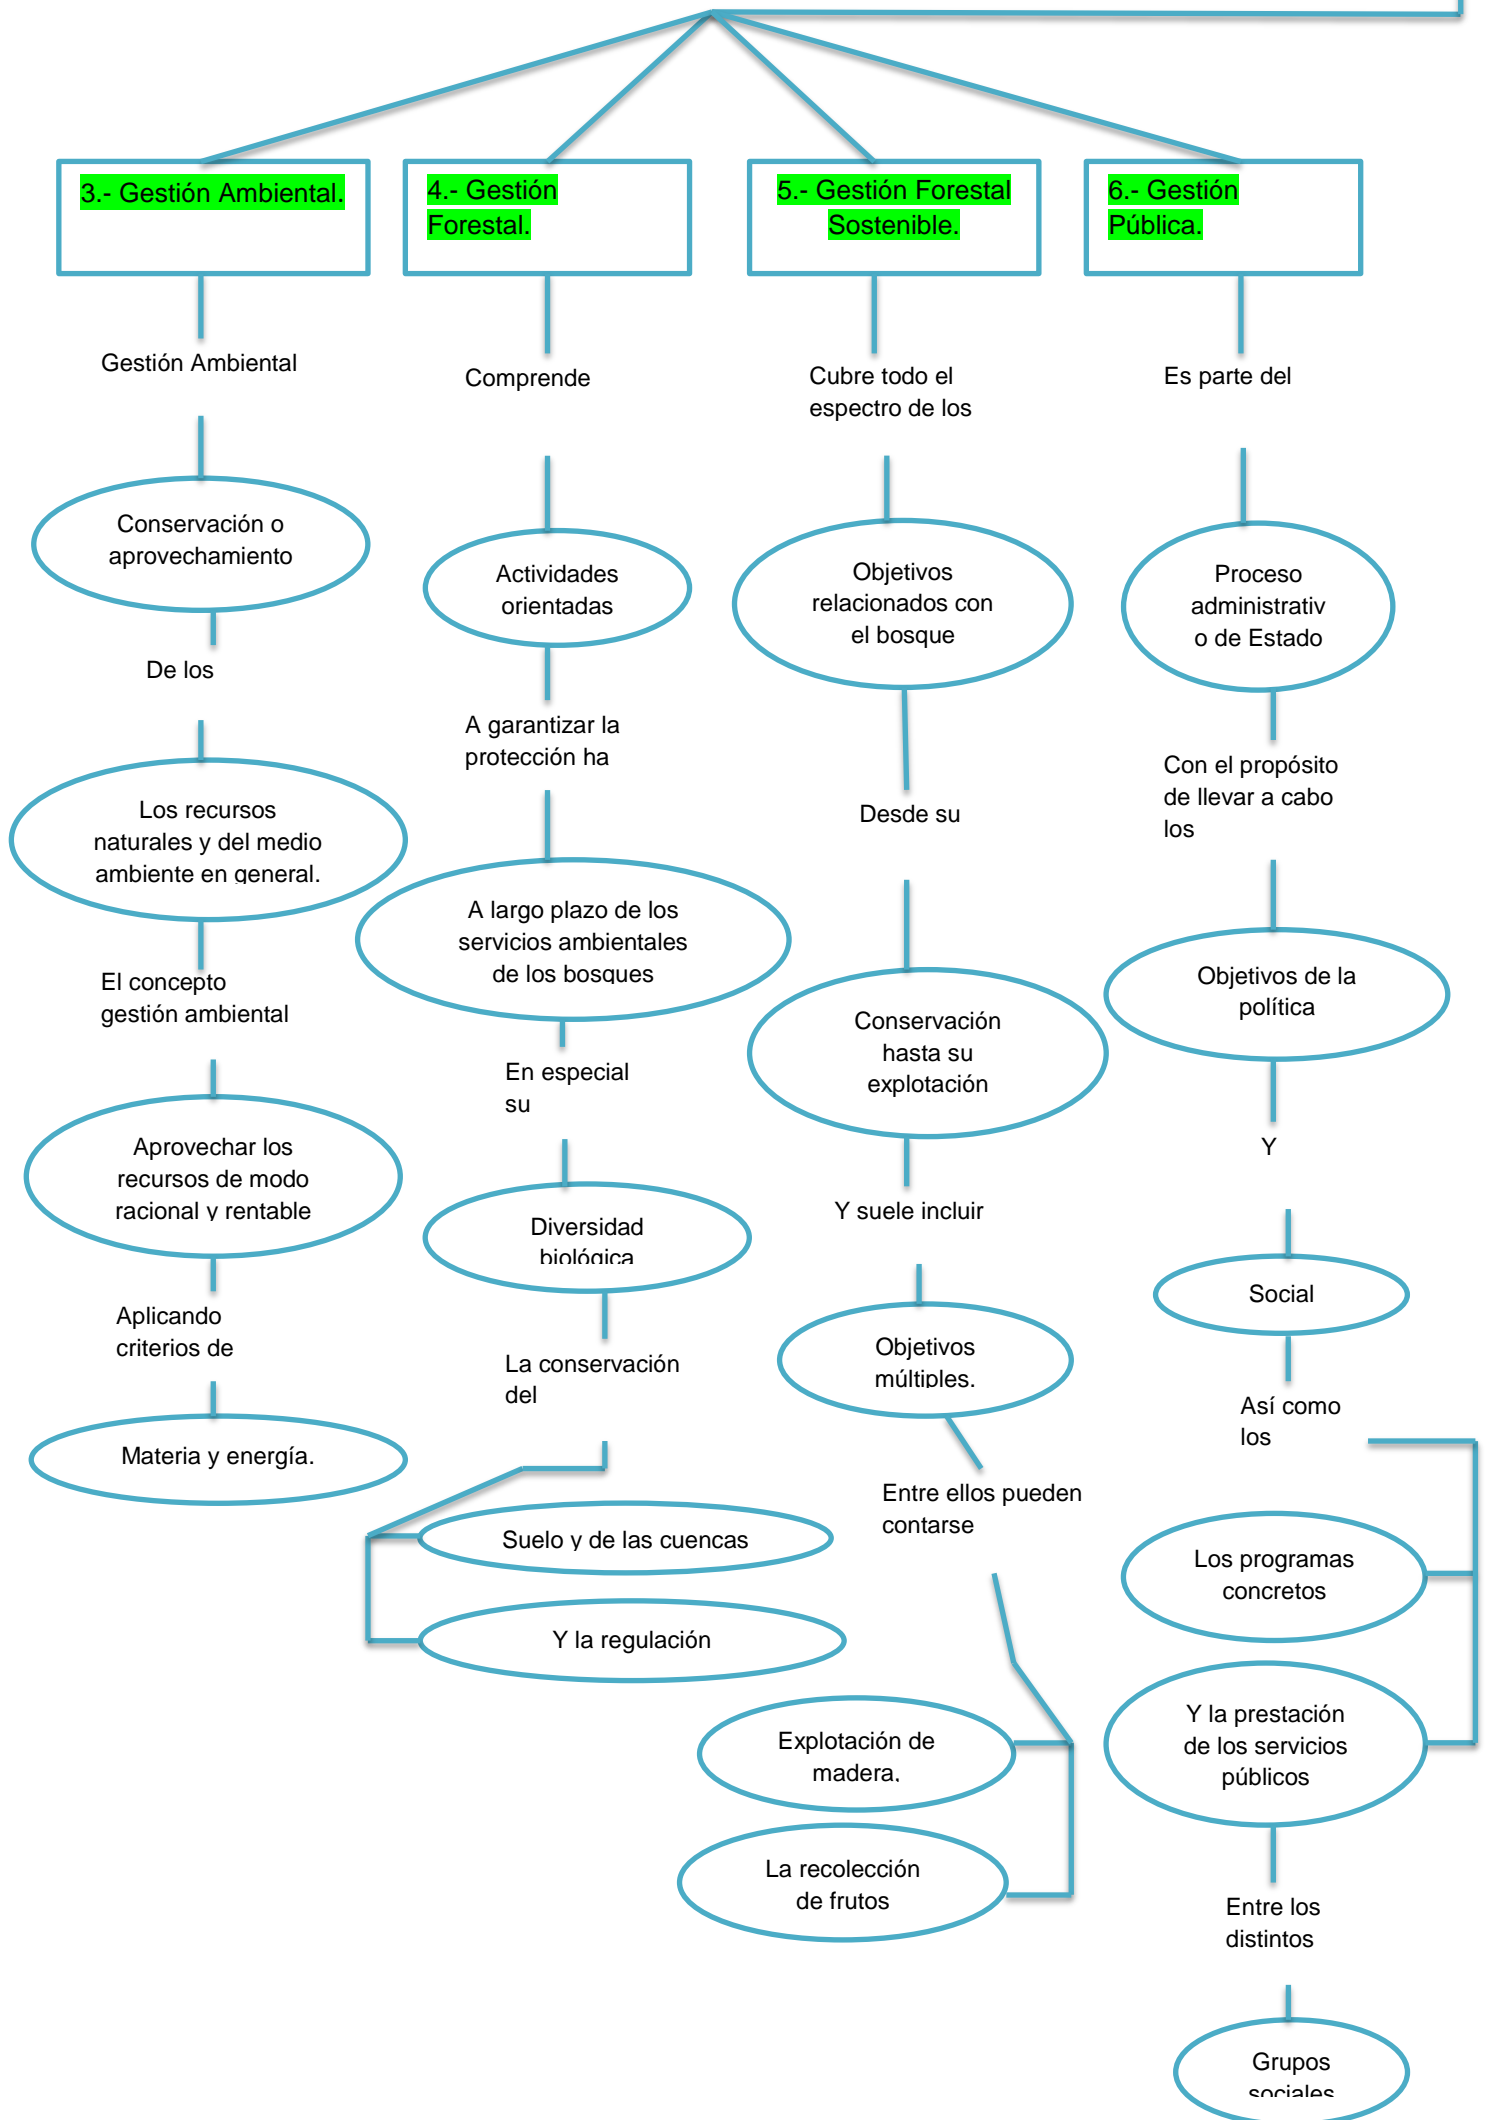 3.- Gestión Ambiental.
Gestión Ambiental
Conservación o
aprovechamiento
De los
Los recursos
naturales y del medio
ambiente en general.
El concepto
gestión ambiental
Aprovechar los
recursos de modo
racional y rentable
Aplicando
criterios de
Materia y energía.
4.- Gestión
Forestal.
Comprende
Actividades
orientadas
A garantizar la
protección ha
A largo plazo de los
servicios ambientales
de los bosques
En especial
su
Diversidad
biológica
La conservación
del
Suelo y de las cuencas
Y la regulación
5.- Gestión Forestal
Sostenible.
Cubre todo el
espectro de los
Objetivos
relacionados con
el bosque
Desde su
Conservación
hasta su
explotación
Y suele incluir
Objetivos
múltiples.
Entre ellos pueden
contarse
Explotación de
madera.
La recolección
de frutos
6.- Gestión
Pública.
Es parte del
Proceso
administrativ
o de Estado
Con el propósito
de llevar a cabo
los
Objetivos de la
política
Y
Social
Así como
los
Los programas
concretos
Y la prestación
de los servicios
públicos
Entre los
distintos
Grupos
sociales